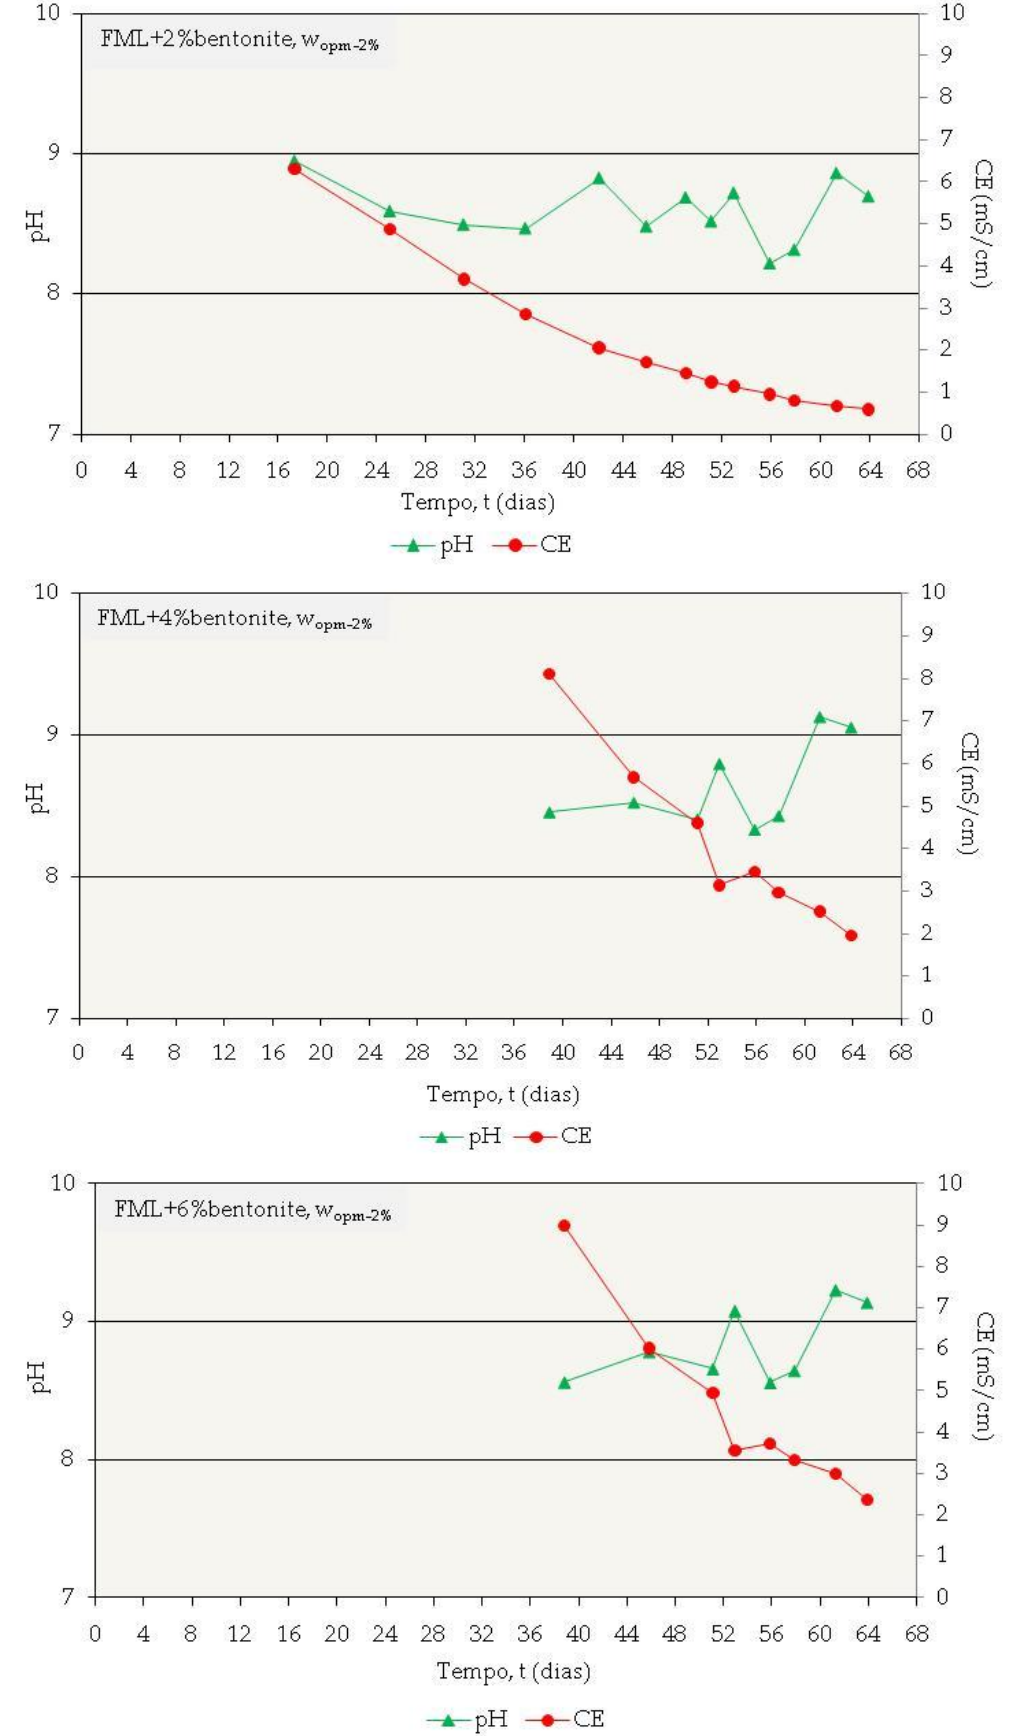 FML+2%bentonite, wopm-2%
10
9
8
7
pH
10
9
8
7
6
5
4
3
2
1
0
CE (mS/cm)
0 4 8 12 16 20 24 28 32 36 40 44 48 52 56 60 64 68
Tempo, t (dias)
pH CE
FML+4%bentonite, wopm-2%
10
9
8
7
pH
10
9
8
7
6
5
4
3
2
1
0
CE (mS/cm)
0 4 8 12 16 20 24 28 32 36 40 44 48 52 56 60 64 68
Tempo, t (dias)
pH CE
FML+6%bentonite, wopm-2%
10
9
8
7
pH
10
9
8
7
6
5
4
3
2
1
0
CE (mS/cm)
0 4 8 12 16 20 24 28 32 36 40 44 48 52 56 60 64 68
Tempo, t (dias)
pH CE